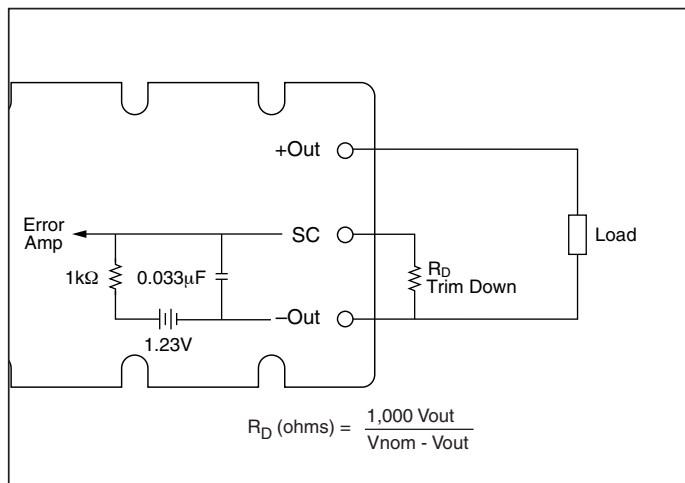 +Out
Error
Amp
SC
Load
1kΩ
0.033µF
R_D
Trim Down
–Out
1.23V
R_D (ohms) = 1,000 Vout / Vnom - Vout